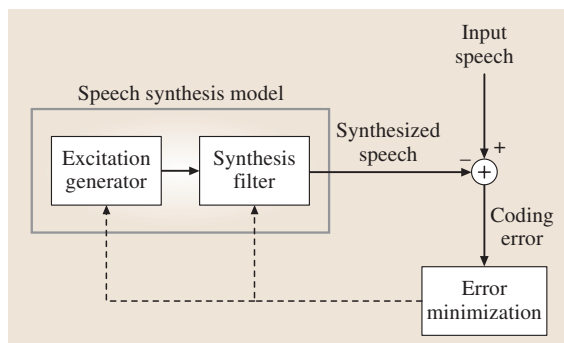 Input
speech
Speech synthesis model
Synthesized
speech
Excitation
generator
Synthesis
filter
+
−
+
Coding
error
Error
minimization